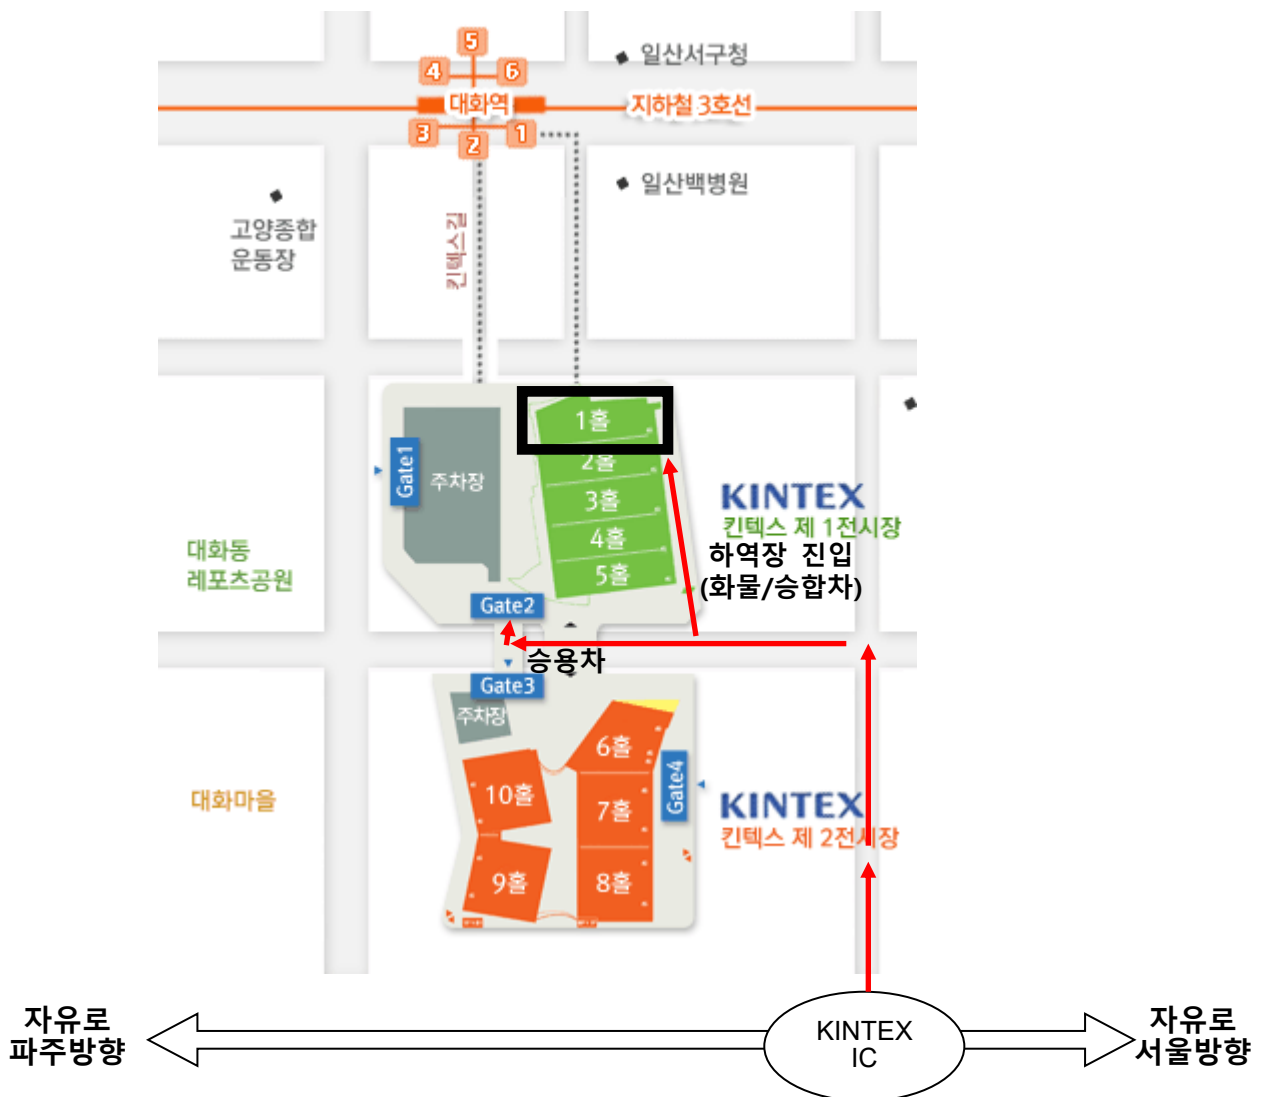 5
일산서구청
4
6
대화역
지하철 3호선
3
2
1
일산백병원
고양종합
운동장
킨텍스길
1홀
2홀
Gate1
주차장
3홀
KINTEX
킨텍스 제 1전시장
4홀
하역장 진입
(화물/승합차)
5홀
대화동
레포츠공원
Gate2
승용차
Gate3
주차장
6홀
Gate4
10홀
7홀
대화마을
KINTEX
킨텍스 제 2전시장
9홀
8홀
자유로
파주방향
KINTEX
IC
자유로
서울방향